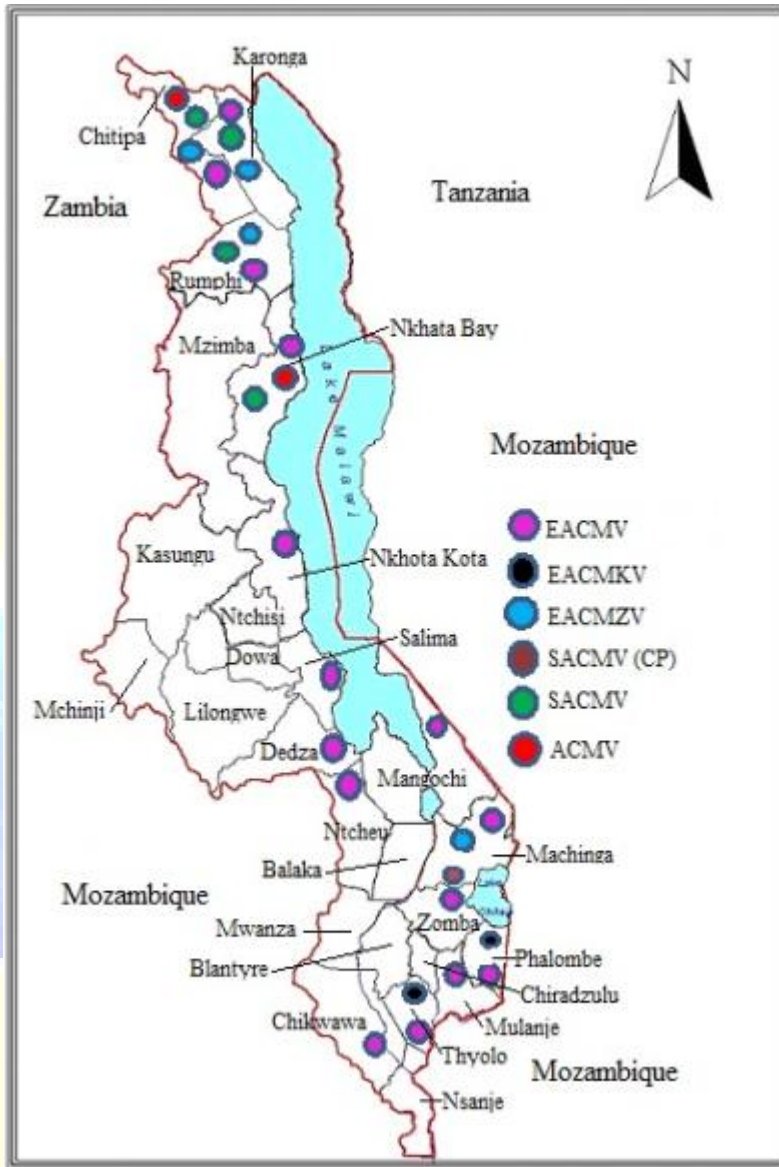 Karonga
N
Chitipa
Zambia
Tanzania
Rumphi
Mzimba
Nkhata Bay
Lake Malawi
Mozambique
EACMV
EACMKV
EACMZV
SACMV (CP)
SACMV
ACMV
Kasungu
Nkhota Kota
Ntchisi
Salima
Dowa
Mchinji
Lilongwe
Dedza
Mangochi
Ntcheu
Machinga
Balaka
Mozambique
Lake
Zomba
Mwanza
Phalombe
Blantyre
Chiradzulu
Chikwawa
Mulanje
Thyolo
Mozambique
Nsanje